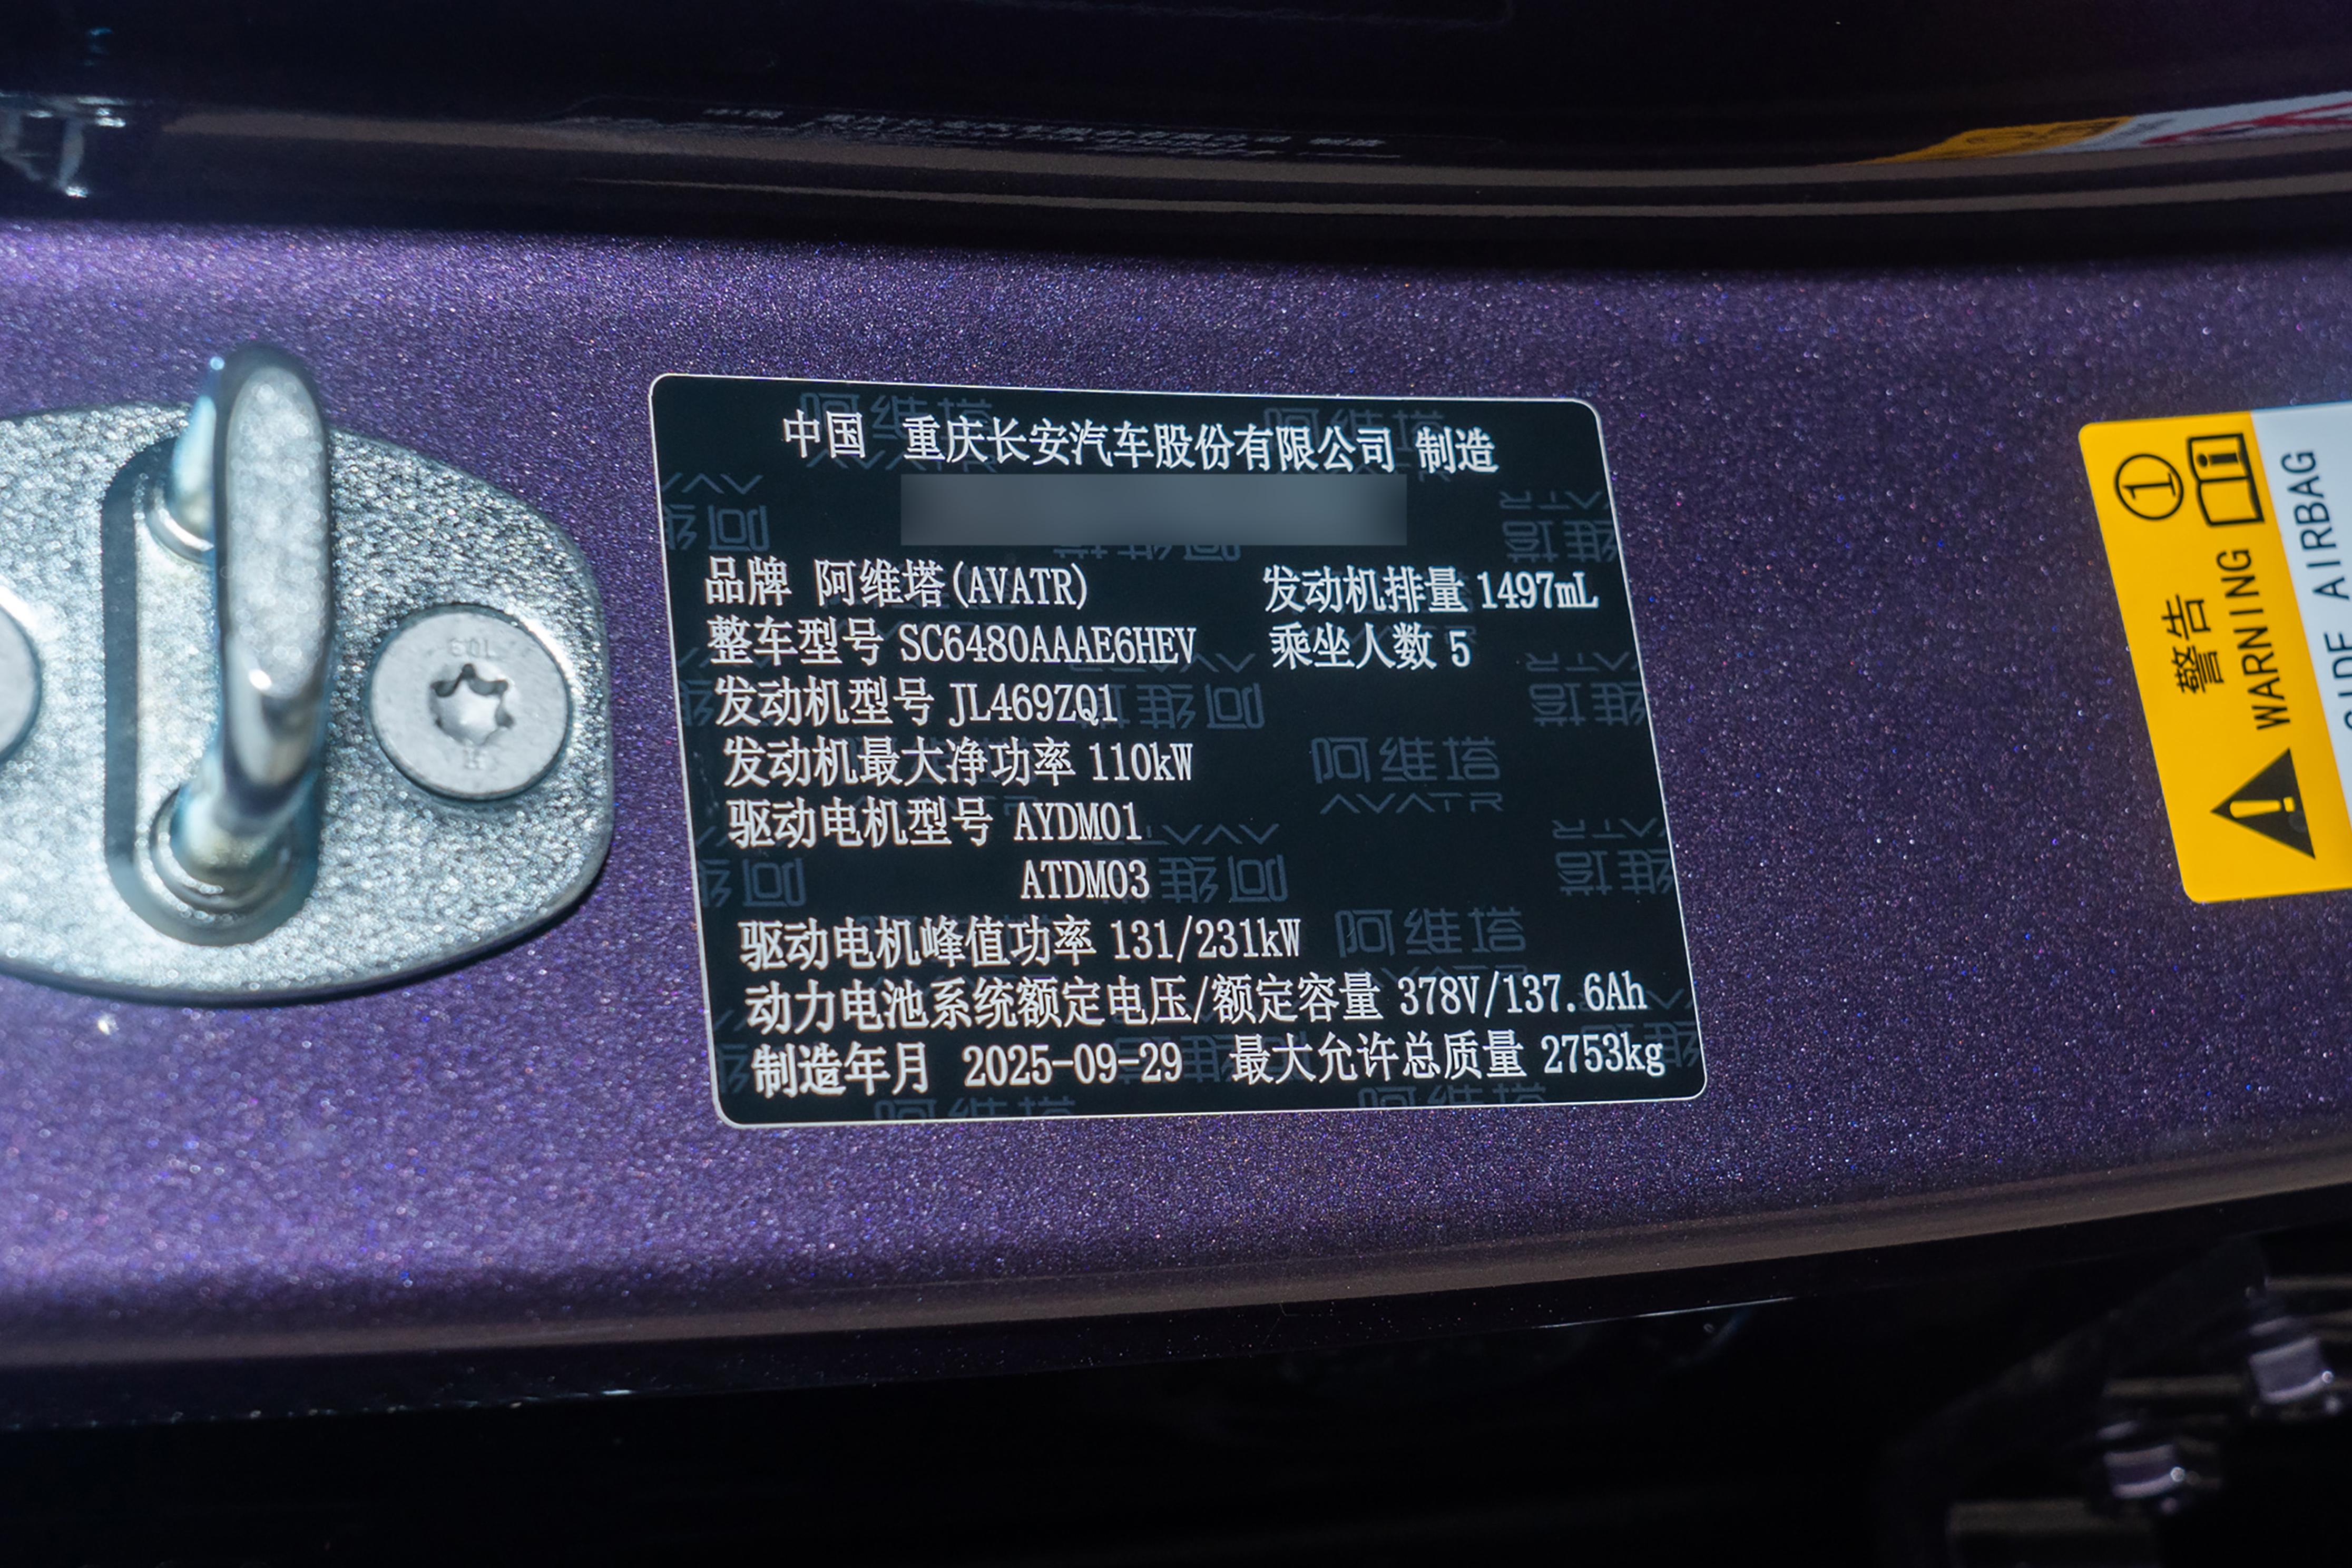 中国 重庆长安汽车股份有限公司 制造
品牌 阿维塔(AVATR) 发动机排量 1497mL
整车型号 SC6480AAAE6HEV 乘坐人数 5
发动机型号 JL469ZQ1
发动机最大净功率 110kW
驱动电机型号 AYDM01
ATDM03
驱动电机峰值功率 131/231kW
动力电池系统额定电压/额定容量 378V/137.6Ah
制造年月 2025-09-29 最大允许总质量 2753kg
阿维塔
AVATR
警告
WARNING
SIDE AIRBAG